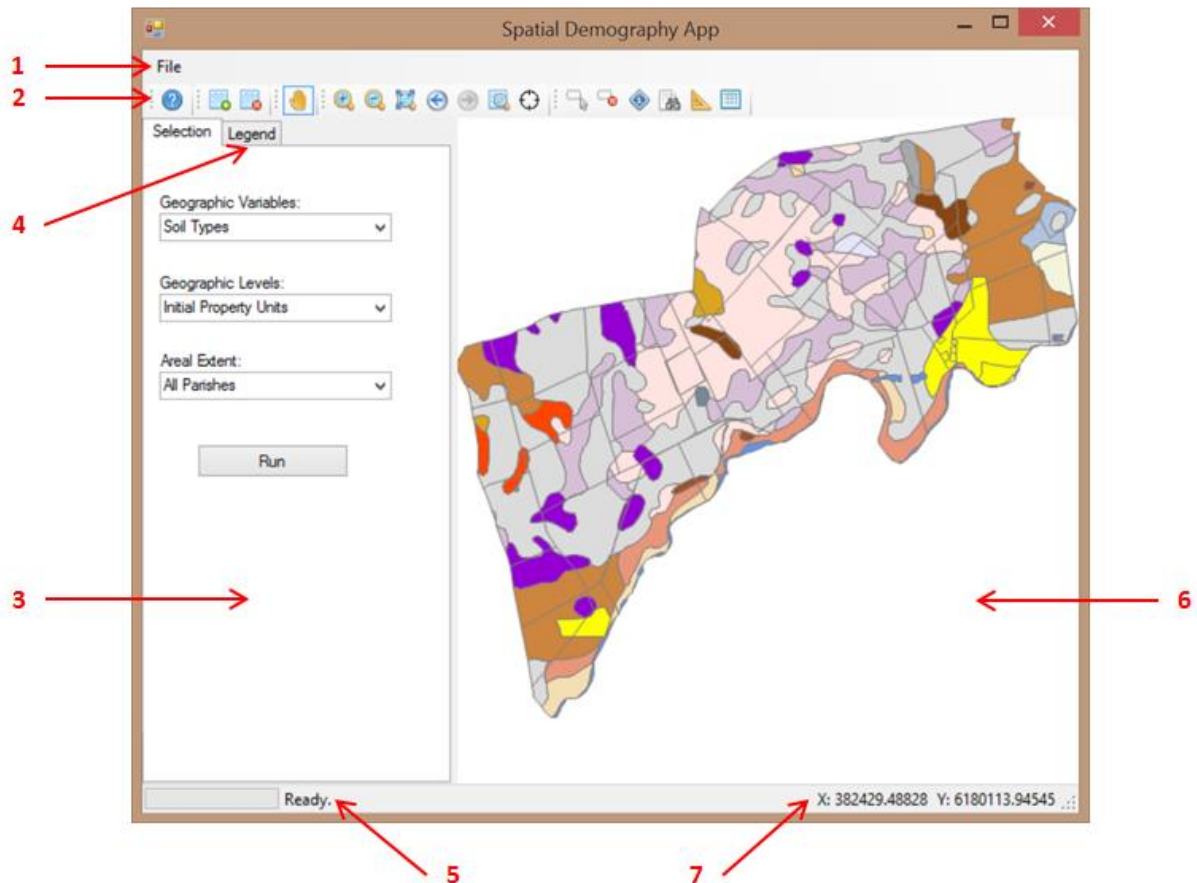 Spatial Demography App
1
File
2
Selection Legend
4
Geographic Variables:
Soil Types
Geographic Levels:
Initial Property Units
Areal Extent:
All Parishes
Run
3
6
Ready.
X: 382429.48828 Y: 6180113.94545
5
7